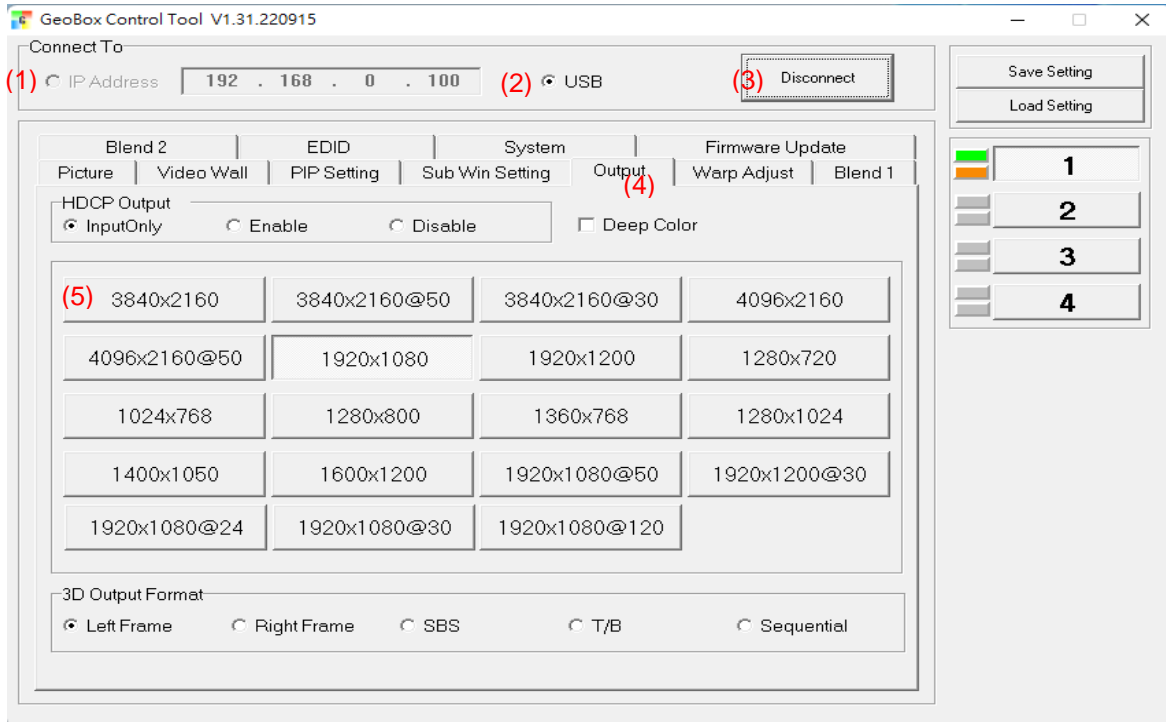 GeoBox Control Tool V1.31.220915
Connect To
(1) IP Address 192 . 168 . 0 . 100 (2) USB (3) Disconnect
Save Setting
Load Setting
Blend 2 EDID System Firmware Update
Picture Video Wall PIP Setting Sub Win Setting Output (4) Warp Adjust Blend 1
HDCP Output
InputOnly Enable Disable Deep Color
(5) 3840x2160 3840x2160@50 3840x2160@30 4096x2160
4096x2160@50 1920x1080 1920x1200 1280x720
1024x768 1280x800 1360x768 1280x1024
1400x1050 1600x1200 1920x1080@50 1920x1200@30
1920x1080@24 1920x1080@30 1920x1080@120
3D Output Format
Left Frame Right Frame SBS T/B Sequential
1
2
3
4